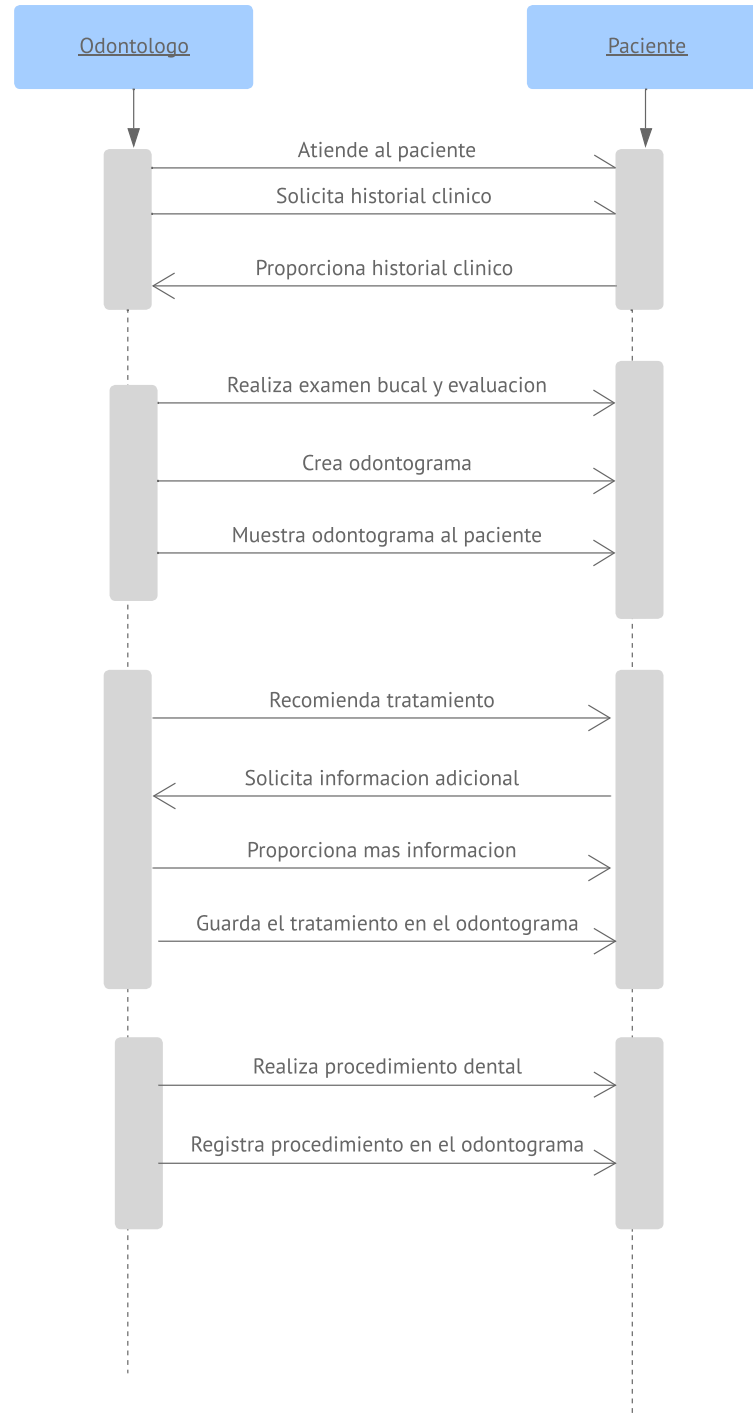 Odontologo
Paciente
Atiende al paciente
Solicita historial clinico
Proporciona historial clinico
Realiza examen bucal y evaluacion
Crea odontograma
Muestra odontograma al paciente
Recomienda tratamiento
Solicita informacion adicional
Proporciona mas informacion
Guarda el tratamiento en el odontograma
Realiza procedimiento dental
Registra procedimiento en el odontograma